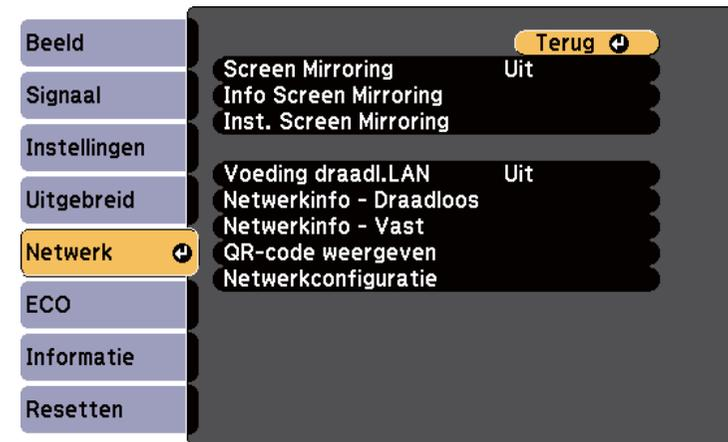 Beeld
Signaal
Instellingen
Uitgebreid
Netwerk
ECO
Informatie
Resetten
Terug
Screen Mirroring Uit
Info Screen Mirroring
Inst. Screen Mirroring
Voeding draadl.LAN Uit
Netwerkinfo - Draadloos
Netwerkinfo - Vast
QR-code weergeven
Netwerkconfiguratie